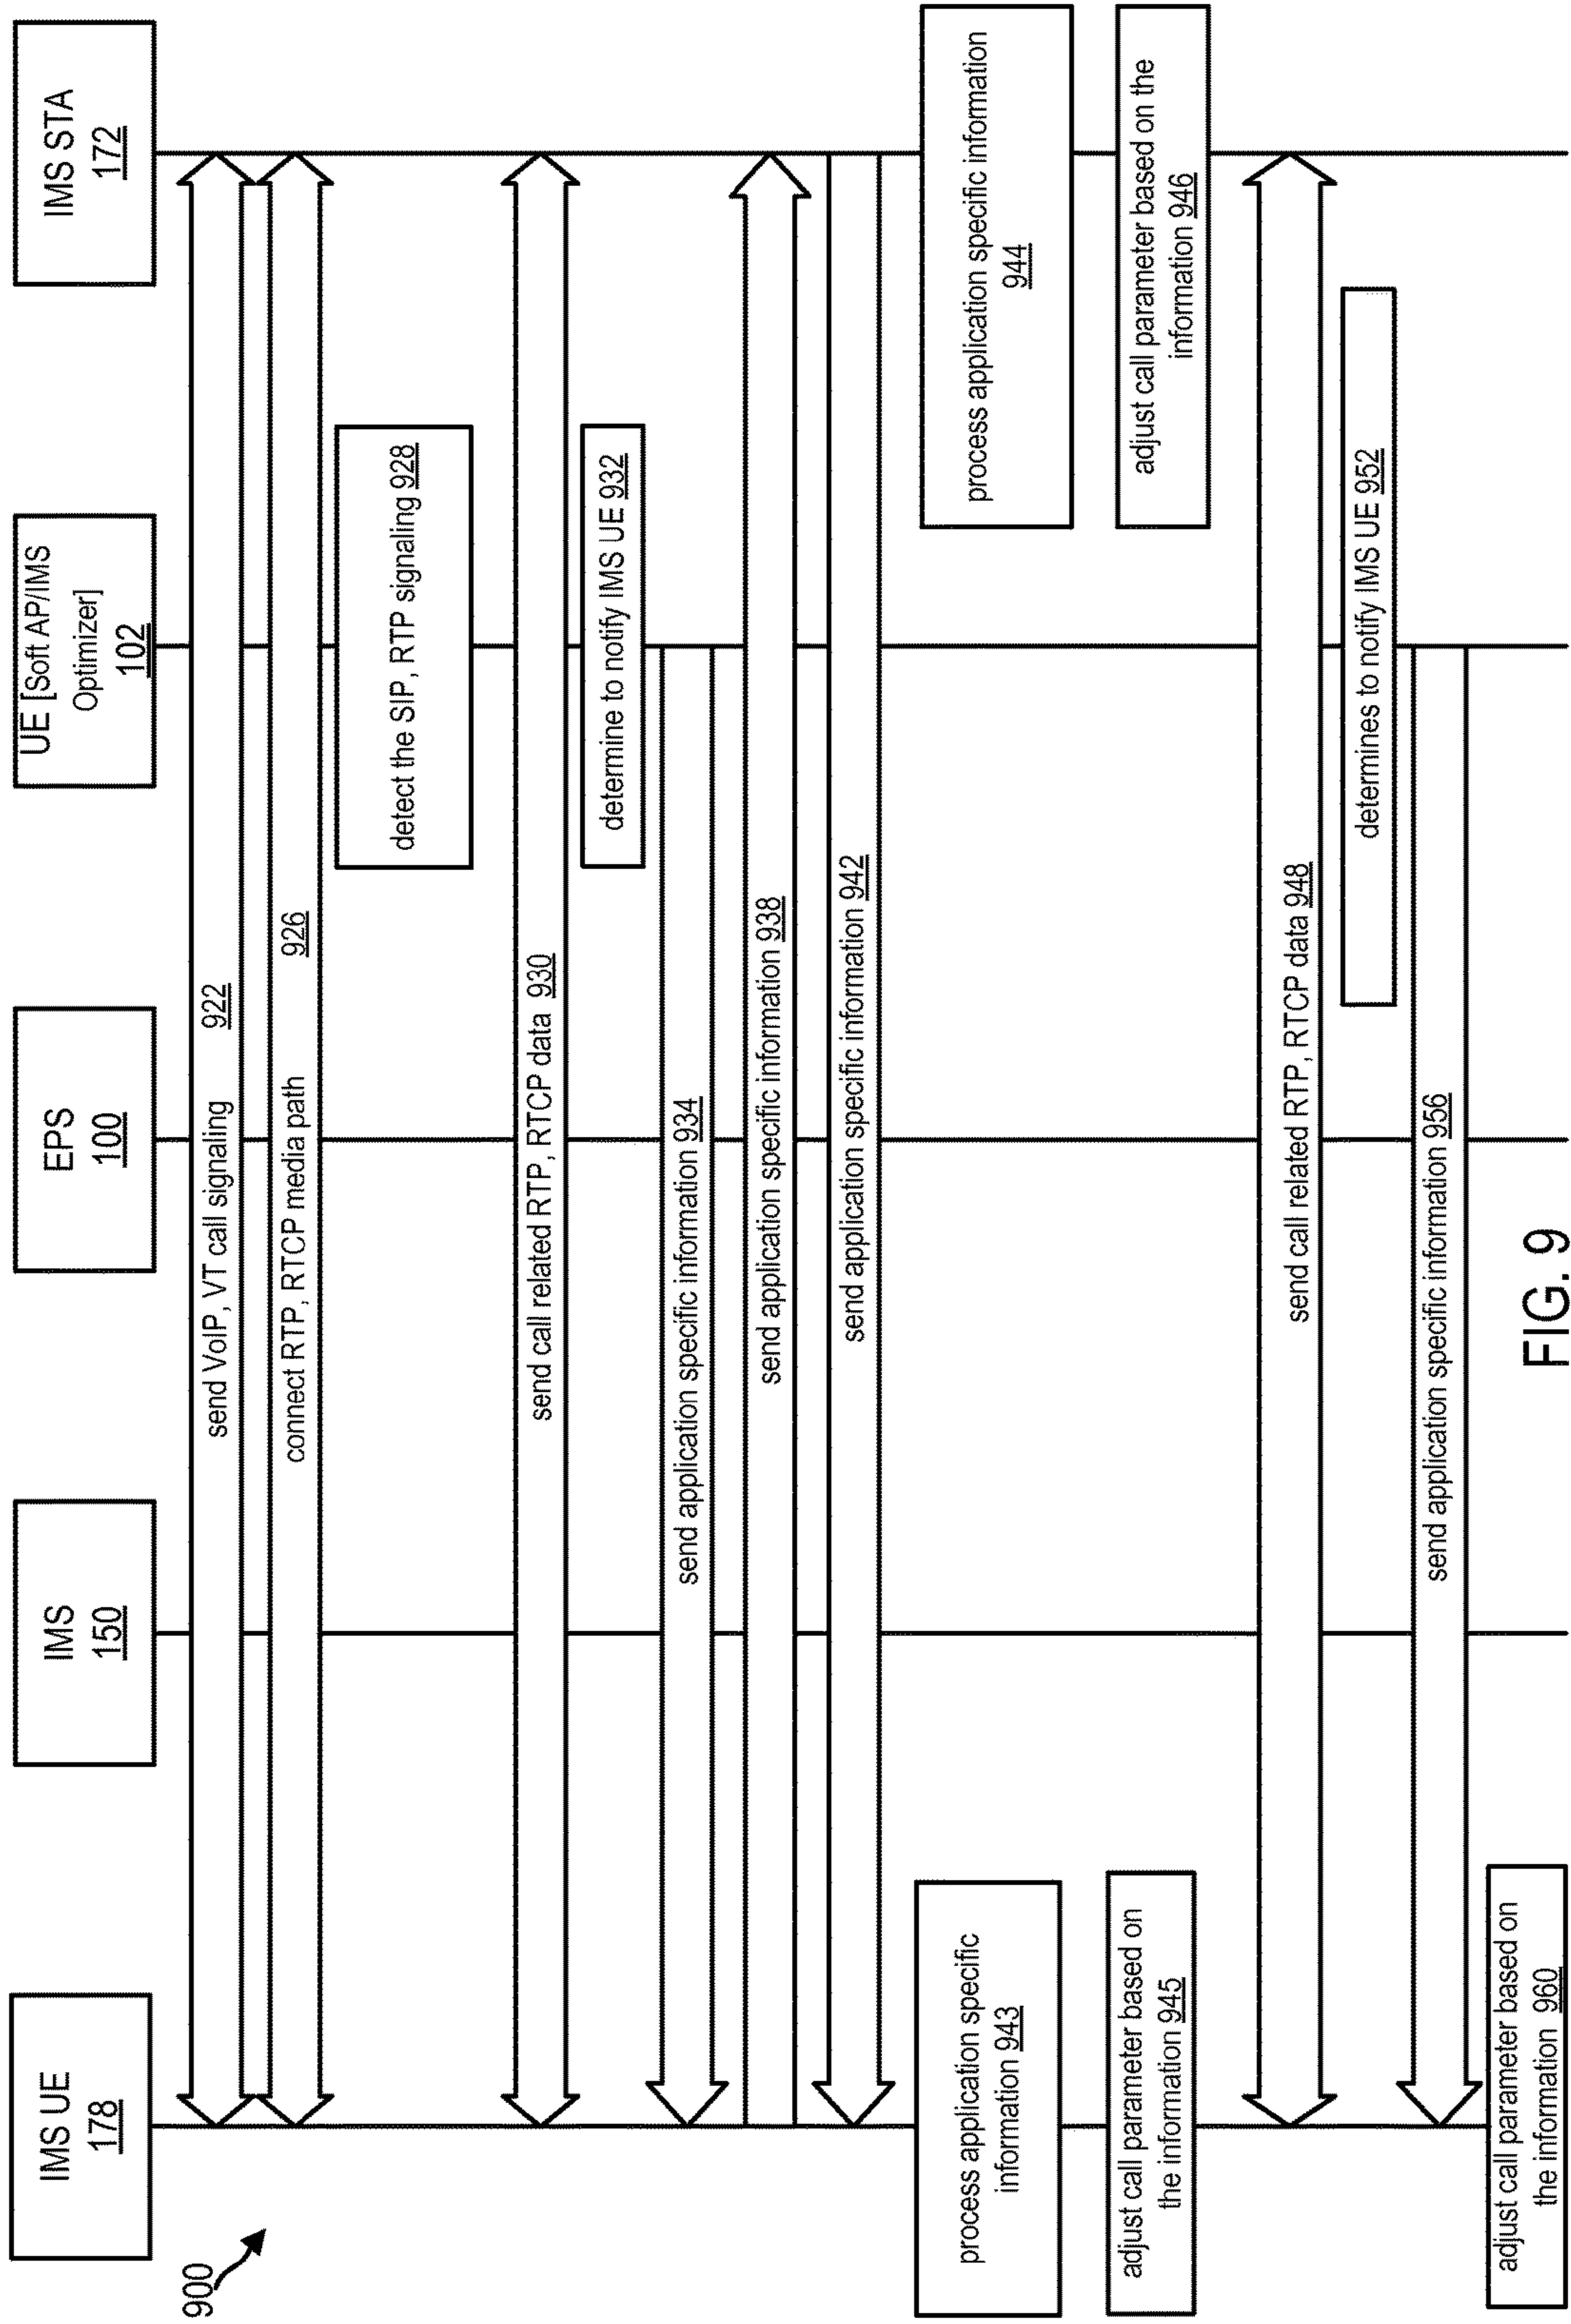 900
IMS UE
178
IMS
150
EPS
100
UE [Soft AP/IMS
Optimizer]
102
IMS STA
172
send VoIP, VT call signaling 922
connect RTP, RTCP media path 926
detect the SIP, RTP signaling 928
send call related RTP, RTCP data 930
determine to notify IMS UE 932
send application specific information 934
send application specific information 938
send application specific information 942
process application specific
information 943
process application specific information
944
adjust call parameter based on
the information 945
adjust call parameter based on the
information 946
send call related RTP, RTCP data 948
determines to notify IMS UE 952
send application specific information 956
adjust call parameter based on
the information 960
FIG. 9